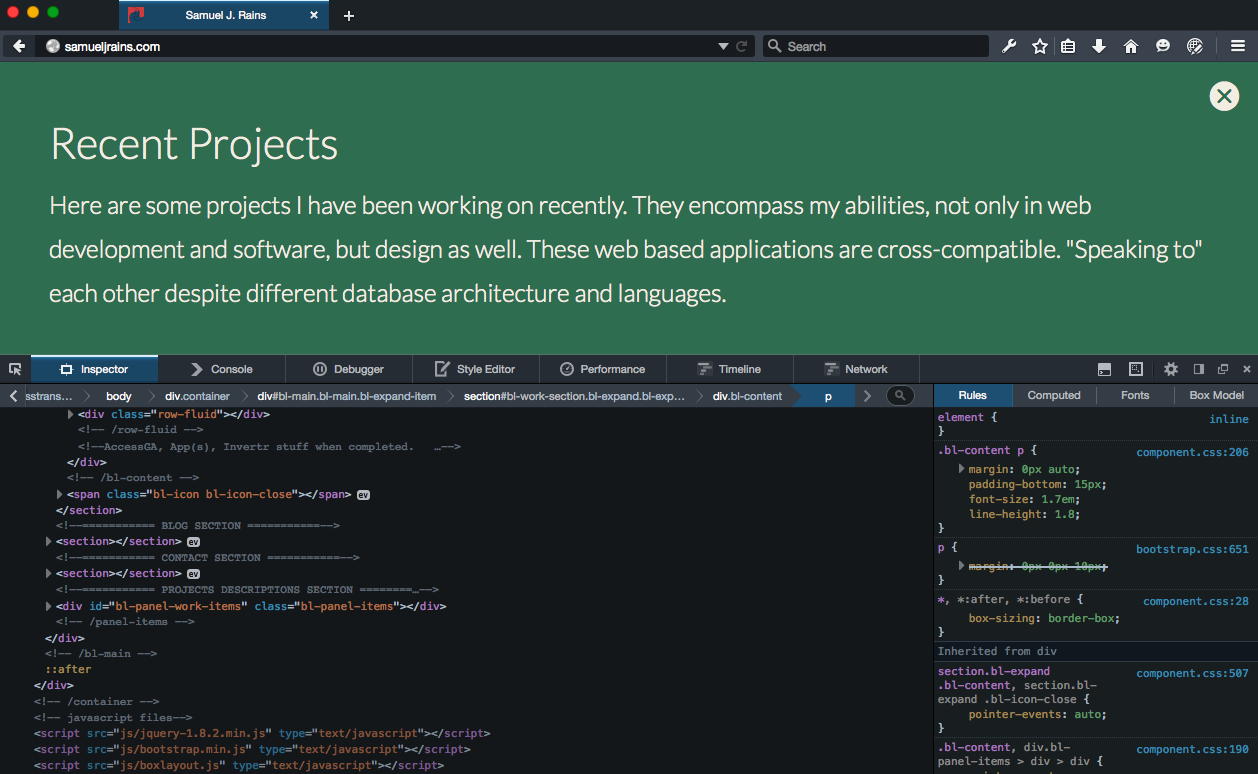 Samuel J. Rains
samueljrains.com
Search
Recent Projects
Here are some projects I have been working on recently. They encompass my abilities, not only in web
development and software, but design as well. These web based applications are cross-compatible. "Speaking to"
each other despite different database architecture and languages.
Inspector Console Debugger Style Editor Performance Timeline Network
sstrans... body div.container div#bl-main.bl-main.bl-expand-item section#bl-work-section.bl-expand.bl-exp... div.bl-content p
<div class="row-fluid"></div>
<!-- /row-fluid -->
<!--AccessGA, App(s), Invertr stuff when completed. …-->
</div>
<!-- /bl-content -->
<span class="bl-icon bl-icon-close"></span> ev
</section>
<!--=========== BLOG SECTION ============-->
<section></section> ev
<!--=========== CONTACT SECTION ============-->
<section></section> ev
<!--=========== PROJECTS DESCRIPTIONS SECTION ========…-->
<div id="bl-panel-work-items" class="bl-panel-items"></div>
<!-- /panel-items -->
</div>
<!-- /bl-main -->
::after
</div>
<!-- /container -->
<!-- javascript files-->
<script src="js/jquery-1.8.2.min.js" type="text/javascript"></script>
<script src="js/bootstrap.min.js" type="text/javascript"></script>
<script src="js/boxlayout.js" type="text/javascript"></script>
Rules Computed Fonts Box Model
element { inline
}
.bl-content p { component.css:206
margin: 0px auto;
padding-bottom: 15px;
font-size: 1.7em;
line-height: 1.8;
}
p { bootstrap.css:651
margin: 0px 0px 10px;
}
*, *:after, *:before { component.css:28
box-sizing: border-box;
}
Inherited from div
section.bl-expand component.css:507
.bl-content, section.bl-
expand .bl-icon-close {
pointer-events: auto;
}
.bl-content, div.bl- component.css:190
panel-items > div > div {